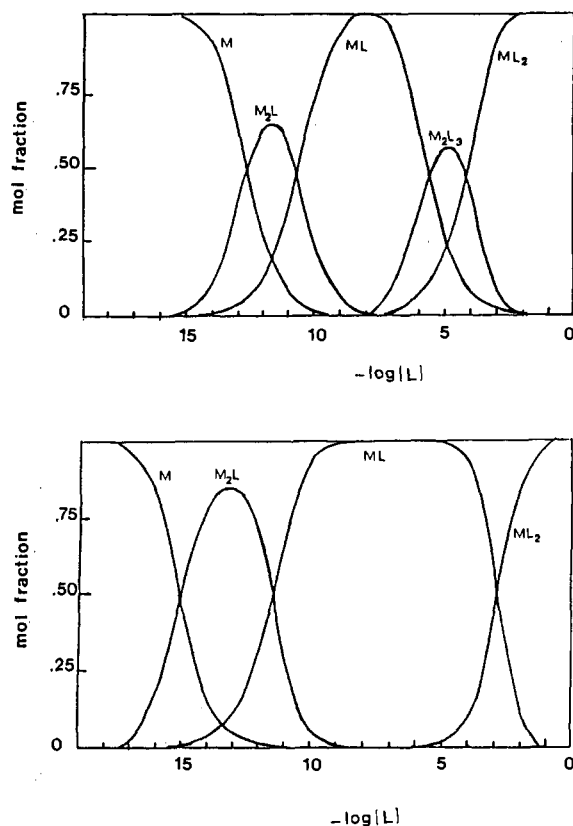 M
ML
ML₂
M₂L
M₂L₃
.75
.50
.25
0
mol fraction
15
10
5
0
-log[L]
M
M₂L
ML
ML₂
.75
.50
.25
0
mol fraction
15
10
5
0
-log[L]